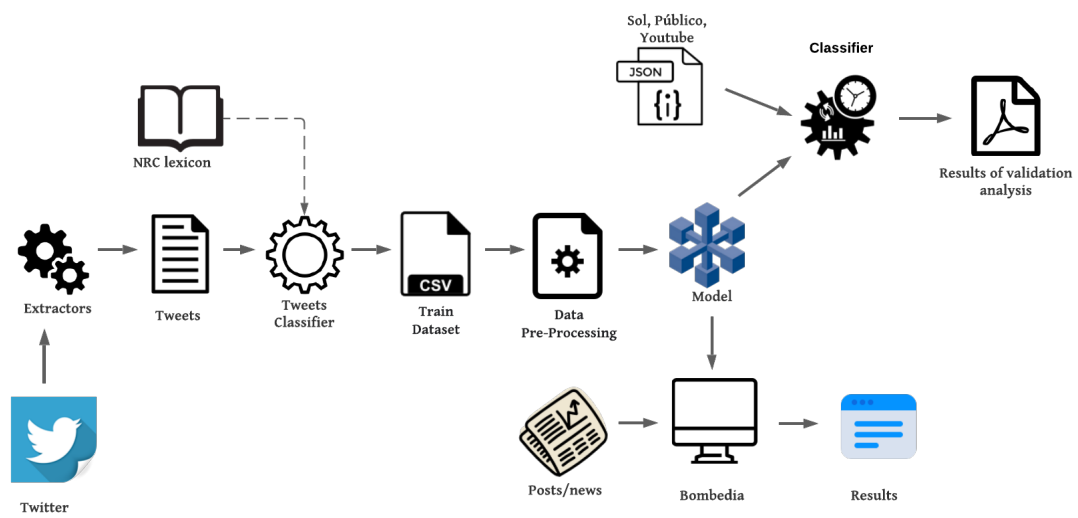 Sol, Público,
Youtube
JSON
{i}
Classifier
Results of validation
analysis
NRC lexicon
Extractors
Tweets
Tweets
Classifier
CSV
Train
Dataset
Data
Pre-Processing
Model
Twitter
Posts/news
Bombedia
Results